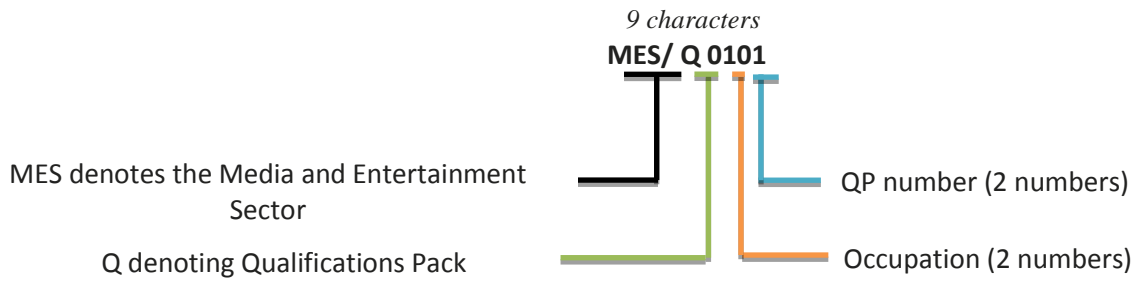 9 characters
MES/ Q 0101
MES denotes the Media and Entertainment
Sector
QP number (2 numbers)
Q denoting Qualifications Pack
Occupation (2 numbers)